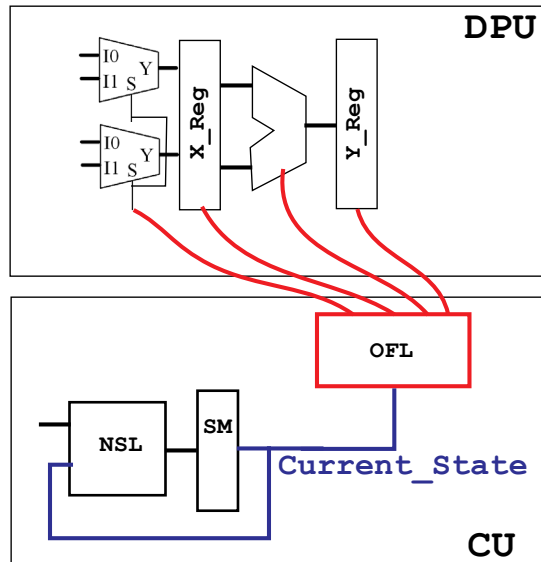 DPU
I0
I1
S
Y
I0
I1
S
Y
X_Reg
Y_Reg
OFL
NSL
SM
Current_State
CU